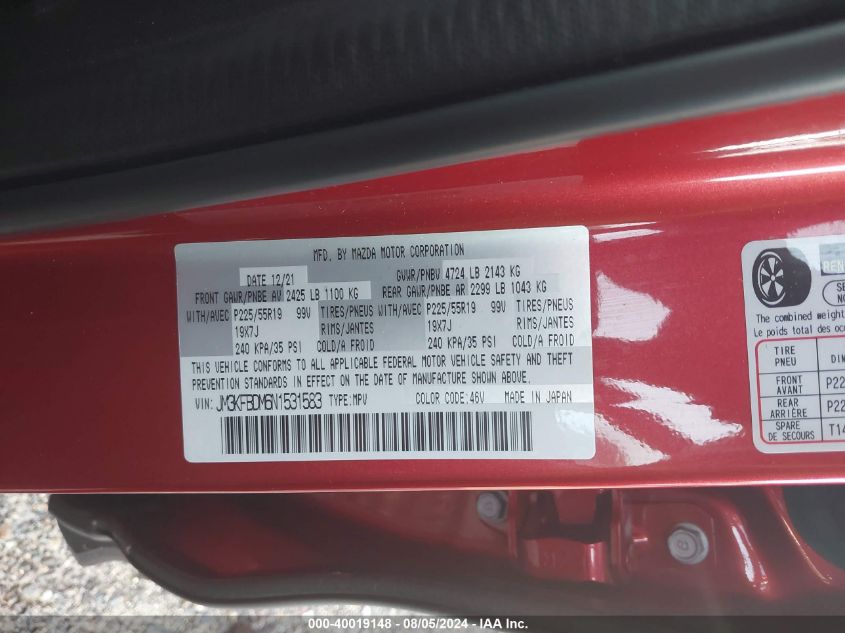 MFD. BY MAZDA MOTOR CORPORATION
DATE 12/21 GVWR/PNBV 4724 LB 2143 KG
FRONT GAWR/PNBE AV 2425 LB 1100 KG REAR GAWR/PNBE AR 2299 LB 1043 KG
WITH/AVEC P225/55R19 99V TIRES/PNEUS WITH/AVEC P225/55R19 99V TIRES/PNEUS
19X7J RIMS/JANTES 19X7J RIMS/JANTES
240 KPA/35 PSI COLD/A FROID 240 KPA/35 PSI COLD/A FROID
THIS VEHICLE CONFORMS TO ALL APPLICABLE FEDERAL MOTOR VEHICLE SAFETY AND THEFT
PREVENTION STANDARDS IN EFFECT ON THE DATE OF MANUFACTURE SHOWN ABOVE.
VIN: JM3KFBDM6N1531583 TYPE:MPV COLOR CODE:46V MADE IN JAPAN
The combined weight
Le poids total des
TIRE
PNEU
FRONT
AVANT
REAR
ARRIÈRE
SPARE
DE SECOURS
8
000-40019148 - 08/05/2024 - IAA Inc.